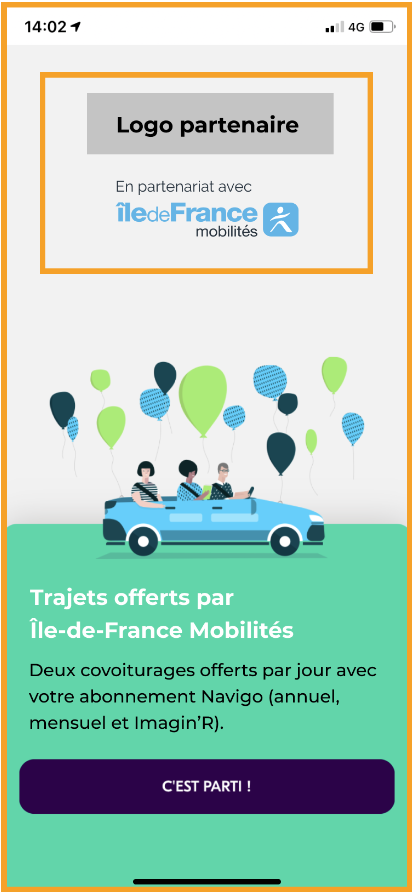 14:02
4G
Logo partenaire
En partenariat avec
îledeFrance
mobilités
Trajets offerts par
Île-de-France Mobilités
Deux covoiturages offerts par jour avec
votre abonnement Navigo (annuel,
mensuel et Imagin'R).
C'EST PARTI !